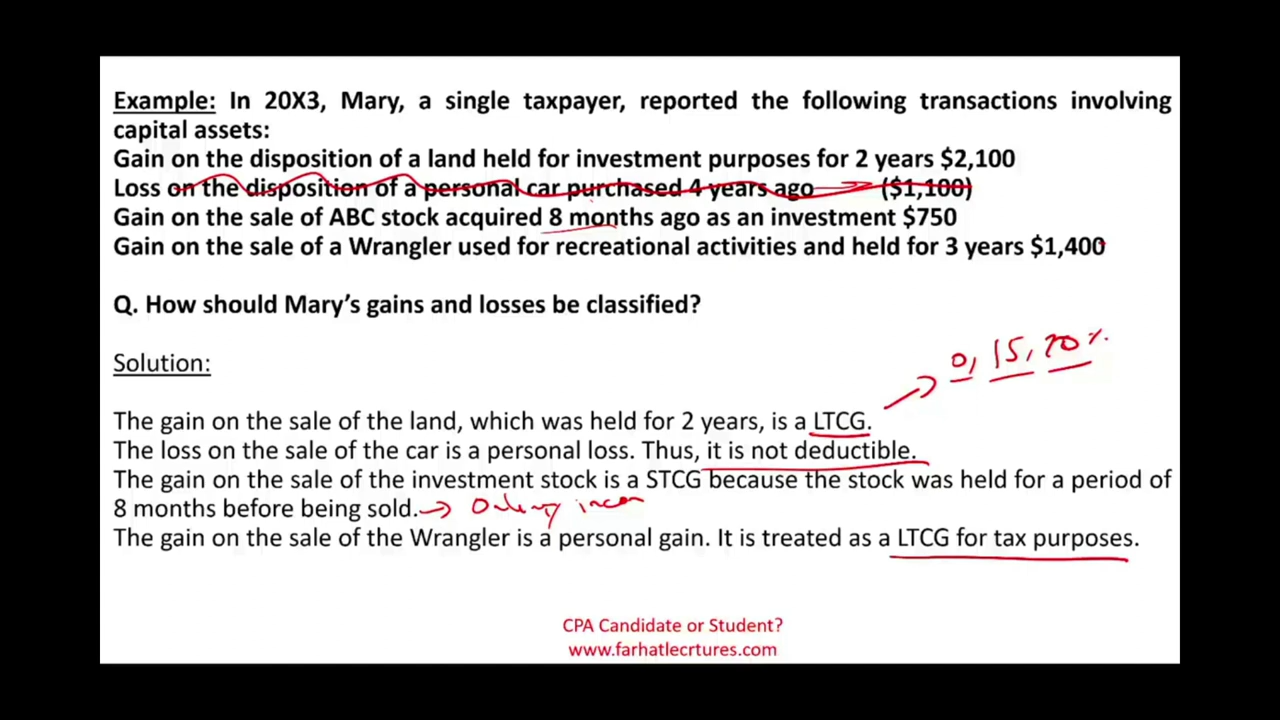 Example: In 20X3, Mary, a single taxpayer, reported the following transactions involving
capital assets:
Gain on the disposition of a land held for investment purposes for 2 years $2,100
Loss on the disposition of a personal car purchased 4 years ago ($1,100)
Gain on the sale of ABC stock acquired 8 months ago as an investment $750
Gain on the sale of a Wrangler used for recreational activities and held for 3 years $1,400
Q. How should Mary’s gains and losses be classified?
0, 15, 20%
Solution:
The gain on the sale of the land, which was held for 2 years, is a LTCG.
The loss on the sale of the car is a personal loss. Thus, it is not deductible.
The gain on the sale of the investment stock is a STCG because the stock was held for a period of
8 months before being sold.
The gain on the sale of the Wrangler is a personal gain. It is treated as a LTCG for tax purposes.
CPA Candidate or Student?
www.farhatlecrtures.com